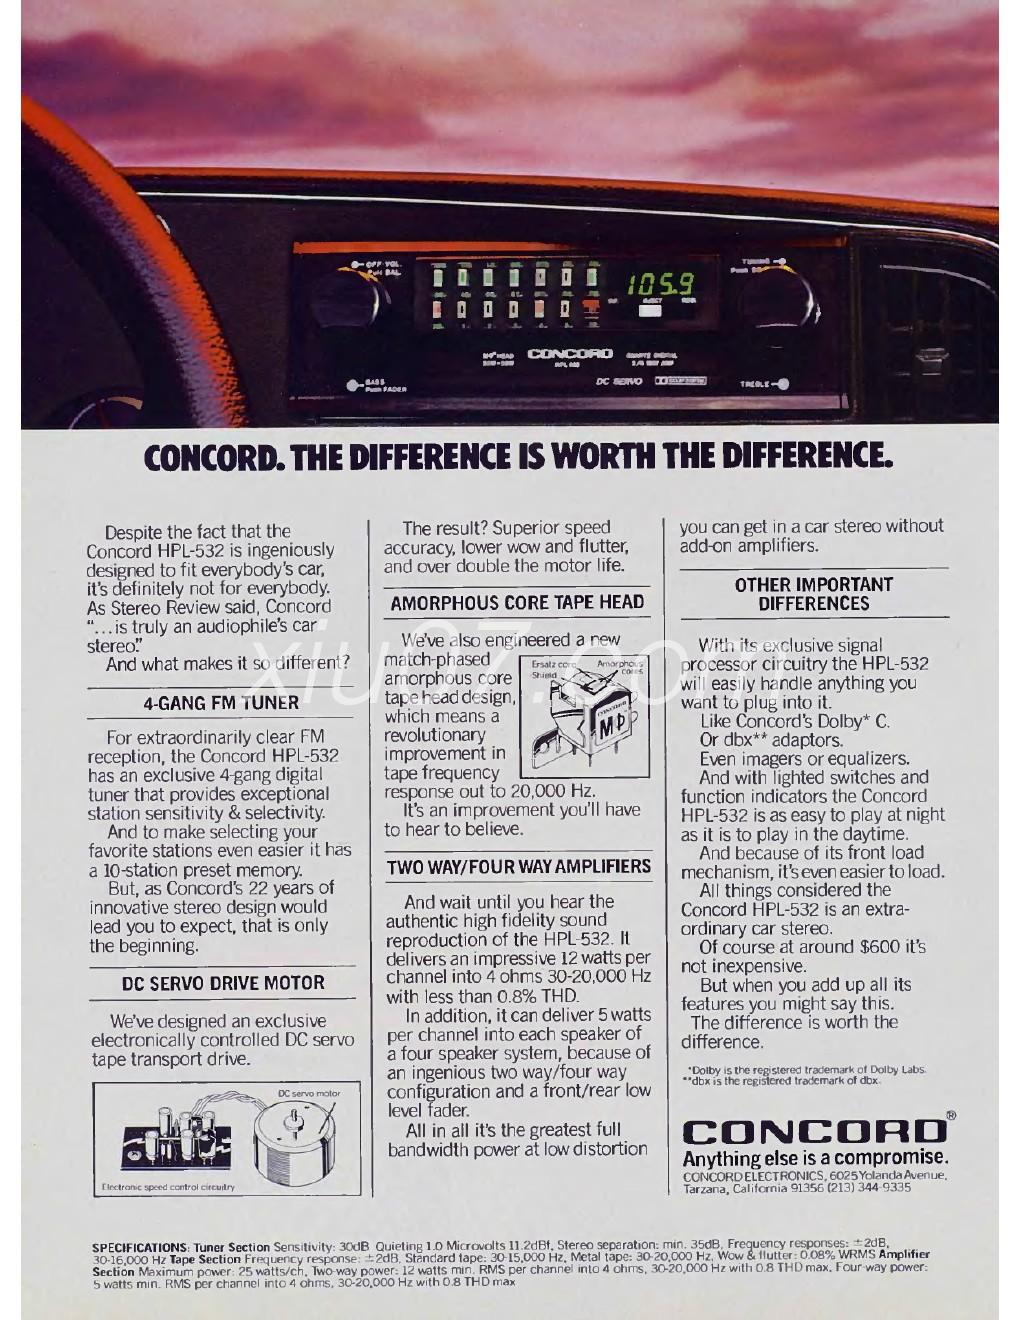 OFF VOL.
Pull BAL.
TUNING
105.9
CONCORD
DC SERVO
BASS
Push FADER
TREBLE
CONCORD. THE DIFFERENCE IS WORTH THE DIFFERENCE.
Despite the fact that the
Concord HPL-532 is ingeniously
designed to fit everybody's car,
it's definitely not for everybody.
As Stereo Review said, Concord
"...is truly an audiophile's car
stereo."
And what makes it so different?
4-GANG FM TUNER
For extraordinarily clear FM
reception, the Concord HPL-532
has an exclusive 4-gang digital
tuner that provides exceptional
station sensitivity & selectivity.
And to make selecting your
favorite stations even easier it has
a 10-station preset memory.
But, as Concord's 22 years of
innovative stereo design would
lead you to expect, that is only
the beginning.
DC SERVO DRIVE MOTOR
We've designed an exclusive
electronically controlled DC servo
tape transport drive.
DC servo motor
Electronic speed control circuitry
The result? Superior speed
accuracy, lower wow and flutter,
and over double the motor life.
AMORPHOUS CORE TAPE HEAD
We've also engineered a new
match-phased
amorphous core
tape head design,
which means a
revolutionary
improvement in
tape frequency
response out to 20,000 Hz.
It's an improvement you'll have
to hear to believe.
Ersatz core
Shield
Amorphous
cores
CONCORD
TWO WAY/FOUR WAY AMPLIFIERS
And wait until you hear the
authentic high fidelity sound
reproduction of the HPL-532. It
delivers an impressive 12 watts per
channel into 4 ohms 30-20,000 Hz
with less than 0.8% THD.
In addition, it can deliver 5 watts
per channel into each speaker of
a four speaker system, because of
an ingenious two way/four way
configuration and a front/rear low
level fader.
All in all it's the greatest full
bandwidth power at low distortion
you can get in a car stereo without
add-on amplifiers.
OTHER IMPORTANT
DIFFERENCES
With its exclusive signal
processor circuitry the HPL-532
will easily handle anything you
want to plug into it.
Like Concord's Dolby* C.
Or dbx** adaptors.
Even imagers or equalizers.
And with lighted switches and
function indicators the Concord
HPL-532 is as easy to play at night
as it is to play in the daytime.
And because of its front load
mechanism, it's even easier to load.
All things considered the
Concord HPL-532 is an extra-
ordinary car stereo.
Of course at around $600 it's
not inexpensive.
But when you add up all its
features you might say this.
The difference is worth the
difference.
*Dolby is the registered trademark of Dolby Labs.
**dbx is the registered trademark of dbx.
CONCORD®
Anything else is a compromise.
CONCORD ELECTRONICS, 6025 Yolanda Avenue,
Tarzana, California 91356 (213) 344-9335
SPECIFICATIONS: Tuner Section Sensitivity: 30dB Quieting 1.0 Microvolts 11.2dBf, Stereo separation: min. 35dB, Frequency responses: ±2dB,
30-16,000 Hz Tape Section Frequency response: ±2dB, Standard tape: 30-15,000 Hz, Metal tape: 30-20,000 Hz, Wow & flutter: 0.08% WRMS Amplifier
Section Maximum power: 25 watts/ch, Two-way power: 12 watts min. RMS per channel into 4 ohms, 30-20,000 Hz with 0.8 THD max, Four-way power:
5 watts min. RMS per channel into 4 ohms, 30-20,000 Hz with 0.8 THD max
xiu07.com